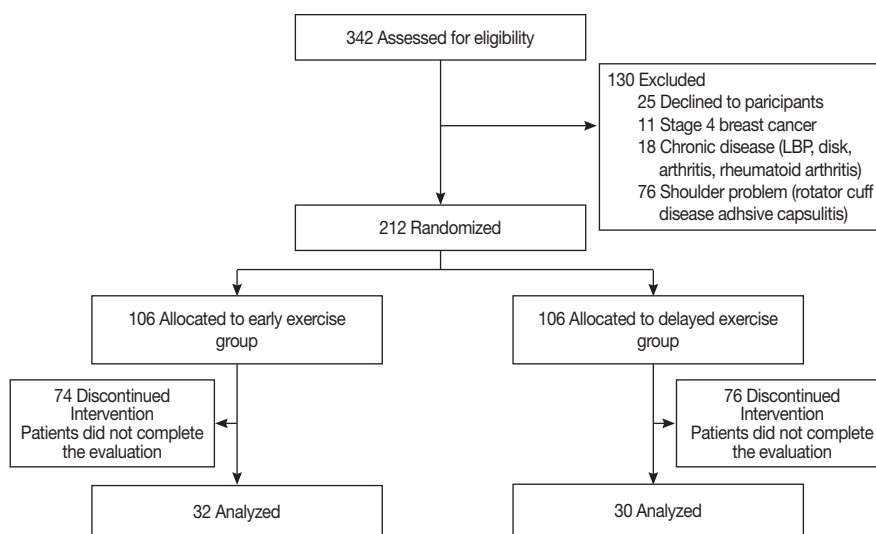 342 Assessed for eligibility
130 Excluded
25 Declined to paricipants
11 Stage 4 breast cancer
18 Chronic disease (LBP, disk,
arthritis, rheumatoid arthritis)
76 Shoulder problem (rotator cuff
disease adhsive capsulitis)
212 Randomized
106 Allocated to early exercise
group
106 Allocated to delayed exercise
group
74 Discontinued
Intervention
Patients did not complete
the evaluation
76 Discontinued
Intervention
Patients did not complete
the evaluation
32 Analyzed
30 Analyzed